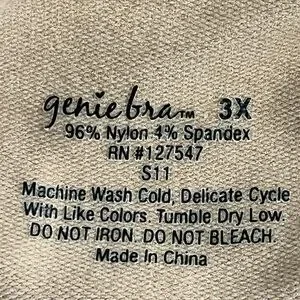 genie bra™ 3X
96% Nylon 4% Spandex
RN #127547
S11
Machine Wash Cold, Delicate Cycle
With Like Colors. Tumble Dry Low.
DO NOT IRON. DO NOT BLEACH.
Made In China